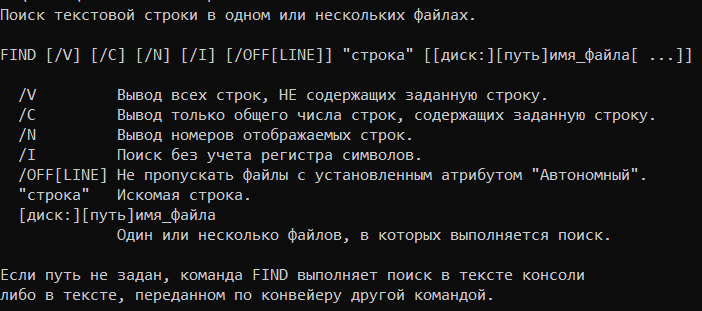 Поиск текстовой строки в одном или нескольких файлах.
FIND [/V] [/C] [/N] [/I] [/OFF[LINE]] "строка" [[диск:][путь]имя_файла[ ...]]
/V Вывод всех строк, НЕ содержащих заданную строку.
/C Вывод только общего числа строк, содержащих заданную строку.
/N Вывод номеров отображаемых строк.
/I Поиск без учета регистра символов.
/OFF[LINE] Не пропускать файлы с установленным атрибутом "Автономный".
"строка" Искомая строка.
[диск:][путь]имя_файла
Один или несколько файлов, в которых выполняется поиск.
Если путь не задан, команда FIND выполняет поиск в тексте консоли
либо в тексте, переданном по конвейеру другой командой.